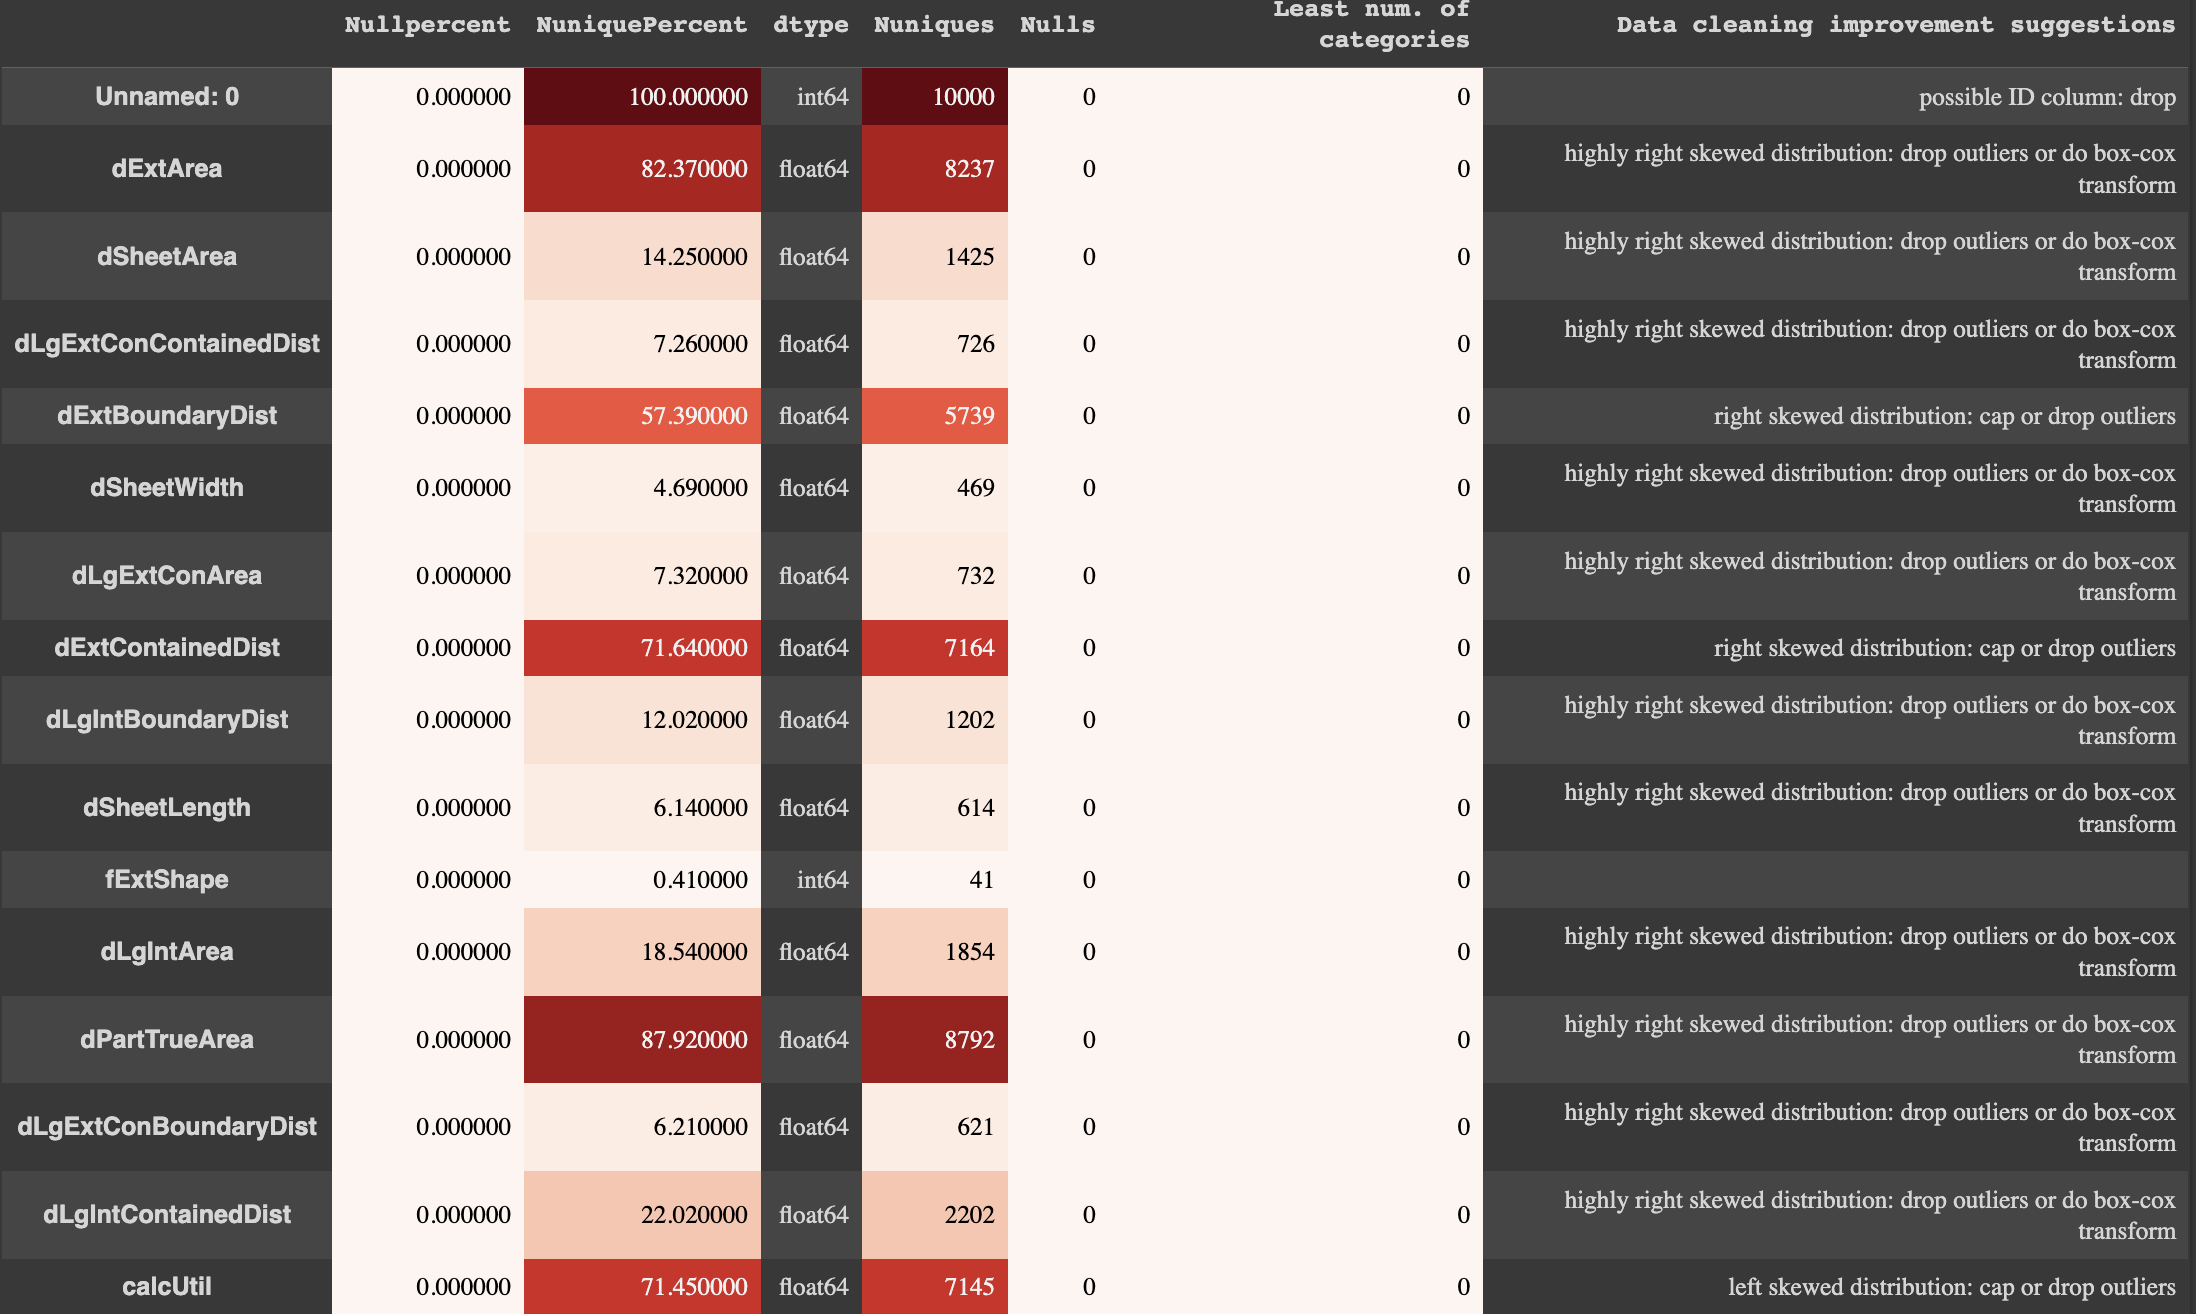 Nullpercent NuniquePercent dtype Nuniques Nulls Least num. of categories Data cleaning improvement suggestions
Unnamed: 0 0.000000 100.000000 int64 10000 0 0 possible ID column: drop
dExtArea 0.000000 82.370000 float64 8237 0 0 highly right skewed distribution: drop outliers or do box-cox transform
dSheetArea 0.000000 14.250000 float64 1425 0 0 highly right skewed distribution: drop outliers or do box-cox transform
dLgExtConContainedDist 0.000000 7.260000 float64 726 0 0 highly right skewed distribution: drop outliers or do box-cox transform
dExtBoundaryDist 0.000000 57.390000 float64 5739 0 0 right skewed distribution: cap or drop outliers
dSheetWidth 0.000000 4.690000 float64 469 0 0 highly right skewed distribution: drop outliers or do box-cox transform
dLgExtConArea 0.000000 7.320000 float64 732 0 0 highly right skewed distribution: drop outliers or do box-cox transform
dExtContainedDist 0.000000 71.640000 float64 7164 0 0 right skewed distribution: cap or drop outliers
dLgIntBoundaryDist 0.000000 12.020000 float64 1202 0 0 highly right skewed distribution: drop outliers or do box-cox transform
dSheetLength 0.000000 6.140000 float64 614 0 0 highly right skewed distribution: drop outliers or do box-cox transform
fExtShape 0.000000 0.410000 int64 41 0 0
dLgIntArea 0.000000 18.540000 float64 1854 0 0 highly right skewed distribution: drop outliers or do box-cox transform
dPartTrueArea 0.000000 87.920000 float64 8792 0 0 highly right skewed distribution: drop outliers or do box-cox transform
dLgExtConBoundaryDist 0.000000 6.210000 float64 621 0 0 highly right skewed distribution: drop outliers or do box-cox transform
dLgIntContainedDist 0.000000 22.020000 float64 2202 0 0 highly right skewed distribution: drop outliers or do box-cox transform
calcUtil 0.000000 71.450000 float64 7145 0 0 left skewed distribution: cap or drop outliers